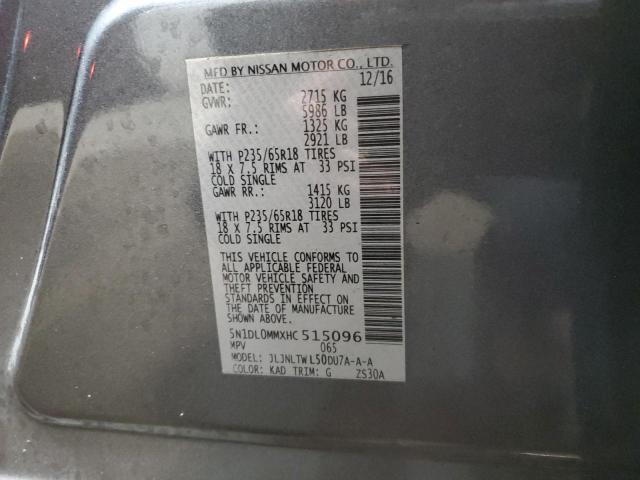 MFD BY NISSAN MOTOR CO., LTD.
DATE: 12/16
GVWR: 2715 KG
5986 LB
GAWR FR.: 1325 KG
2921 LB
WITH P235/65R18 TIRES
18 X 7.5 RIMS AT 33 PSI
COLD SINGLE
GAWR RR.: 1415 KG
3120 LB
WITH P235/65R18 TIRES
18 X 7.5 RIMS AT 33 PSI
COLD SINGLE
THIS VEHICLE CONFORMS TO
ALL APPLICABLE FEDERAL
MOTOR VEHICLE SAFETY AND
THEFT PREVENTION
STANDARDS IN EFFECT ON
THE DATE OF MANUFACTURE
SHOWN ABOVE.
5N1DL0MMXHC 515096
MPV 065
MODEL: JLJNLTWL50DU7A-A-A
COLOR: KAD TRIM: G ZS30A